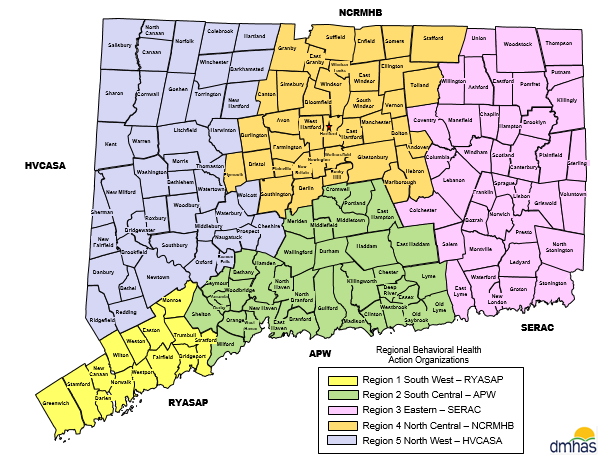 NCRMHB
North
Canaan
Colebrook
Hartland
Suffield
Enfield
Somers
Stafford
Union
Woodstock
Thompson
Salisbury
Canaan
Norfolk
Granby
East
Granby
Windsor
Locks
Winchester
Barkhamsted
East
Windsor
Ellington
Putnam
Sharon
Cornwall
Goshen
Torrington
New
Hartford
Canton
Simsbury
Windsor
Tolland
Willington
Ashford
Eastford
Pomfret
Killingly
Bloomfield
South
Windsor
Vernon
Avon
West
Hartford
Hartford
East
Hartford
Manchester
Bolton
Coventry
Mansfield
Chaplin
Hampton
Brooklyn
Kent
Warren
Litchfield
Harwinton
Burlington
Farmington
Newington
Glastonbury
Andover
Columbia
Windham
Scotland
Canterbury
Plainfield
Sterling
HVCASA
Washington
Morris
Bethlehem
Thomaston
Plymouth
Bristol
New
Britain
Rocky
Hill
Hebron
Lebanon
New Milford
Watertown
Wolcott
Southington
Berlin
Cromwell
Marlborough
Franklin
Sprague
Lisbon
Griswold
Voluntown
Sherman
Roxbury
Woodbury
Waterbury
Middlebury
Cheshire
Meriden
Middlefield
Portland
Middletown
East
Hampton
Colchester
Bozrah
Norwich
Presto
New
Fairfield
Bridgewater
Brookfield
Southbury
Naugatuck
Prospect
Oxford
Wallingford
Durham
Haddam
East Haddam
Salem
Montville
Ledyard
North
Stonington
Danbury
Bethel
Newtown
Bethany
Hamden
Seymour
Woodbridge
North
Haven
North
Branford
Killingworth
Chester
Deep
River
Essex
Lyme
Waterford
East
Lyme
New
London
Groton
Stonington
Ridgefield
Redding
Monroe
Shelton
Orange
New Haven
East
Haven
Branford
Guilford
Madison
Clinton
Westbrook
Old
Saybrook
Old
Lyme
Easton
Trumbull
Stratford
Milford
Weston
Wilton
Fairfield
Bridgeport
New
Canaan
Westport
Norwalk
Stamford
Darien
Greenwich
SERAC
APW
RYASAP
Regional Behavioral Health
Action Organizations
Region 1 South West – RYASAP
Region 2 South Central – APW
Region 3 Eastern – SERAC
Region 4 North Central – NCRMHB
Region 5 North West – HVCASA
dmhas